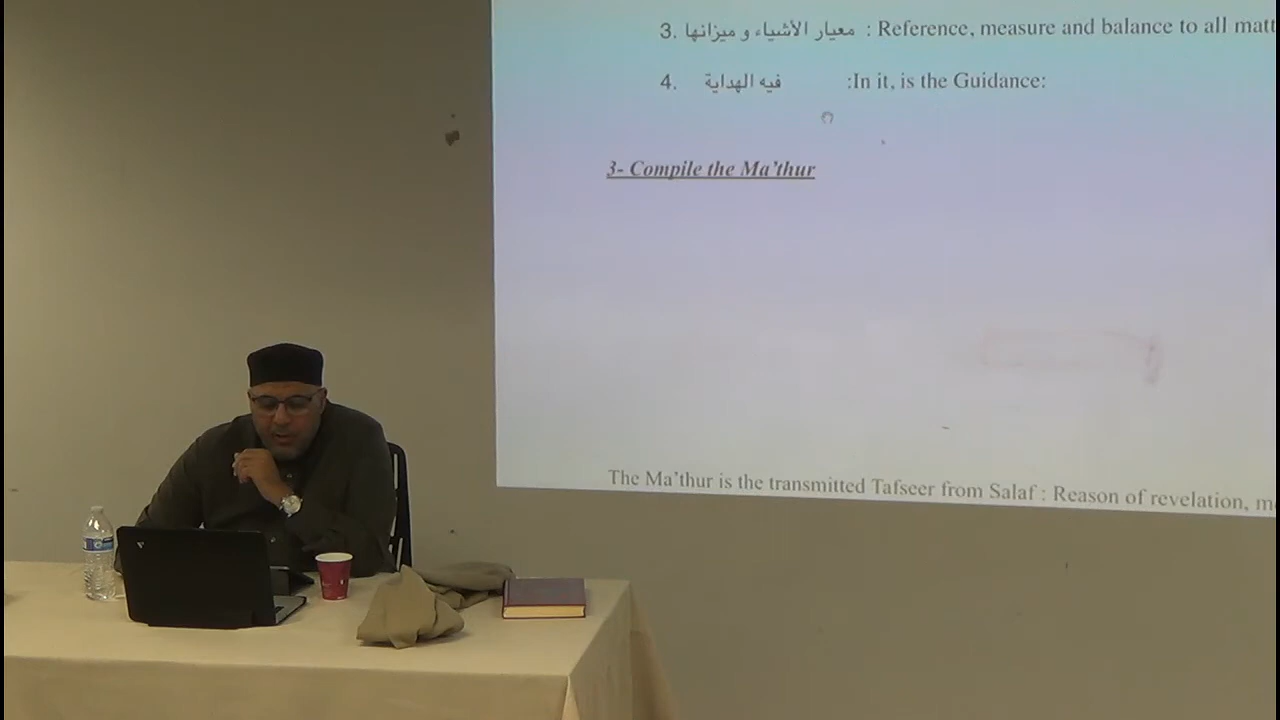 3. معيار الأشياء و ميزانها : Reference, measure and balance to all matt
4. فيه الهداية :In it, is the Guidance:
3- Compile the Ma'thur
The Ma'thur is the transmitted Tafseer from Salaf : Reason of revelation, m